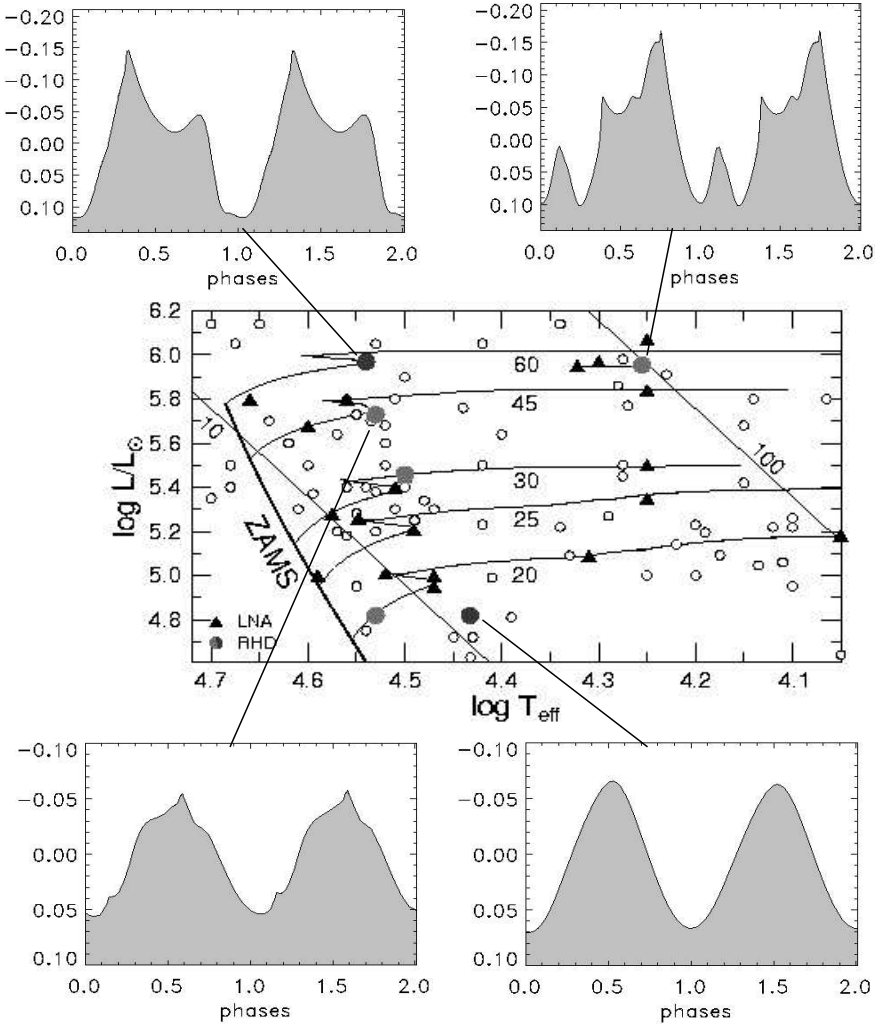 −0.20 −0.20
−0.15 −0.15
−0.10 −0.10
−0.05 −0.05
0.00 0.00
0.05 0.05
0.10 0.10
0.0 0.5 1.0 1.5 2.0 0.0 0.5 1.0 1.5 2.0
phases phases
6.2
6.0
60
5.8
45
10
5.6
100
30
5.4
25
5.2
ZAMS
20
5.0
4.8
LNA
RHD
log L/L☉
4.7 4.6 4.5 4.4 4.3 4.2 4.1
log Teff
−0.10 −0.10
−0.05 −0.05
0.00 0.00
0.05 0.05
0.10 0.10
0.0 0.5 1.0 1.5 2.0 0.0 0.5 1.0 1.5 2.0
phases phases